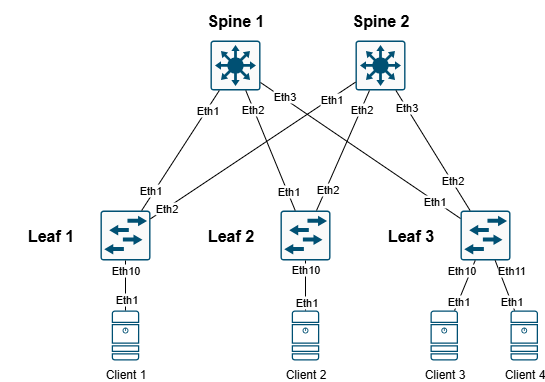 Spine 1
Spine 2
Eth1
Eth2
Eth3
Eth1
Eth2
Eth3
Eth1
Eth2
Eth1
Eth2
Eth1
Eth2
Leaf 1
Leaf 2
Leaf 3
Eth10
Eth10
Eth10
Eth11
Eth1
Eth1
Eth1
Eth1
Client 1
Client 2
Client 3
Client 4